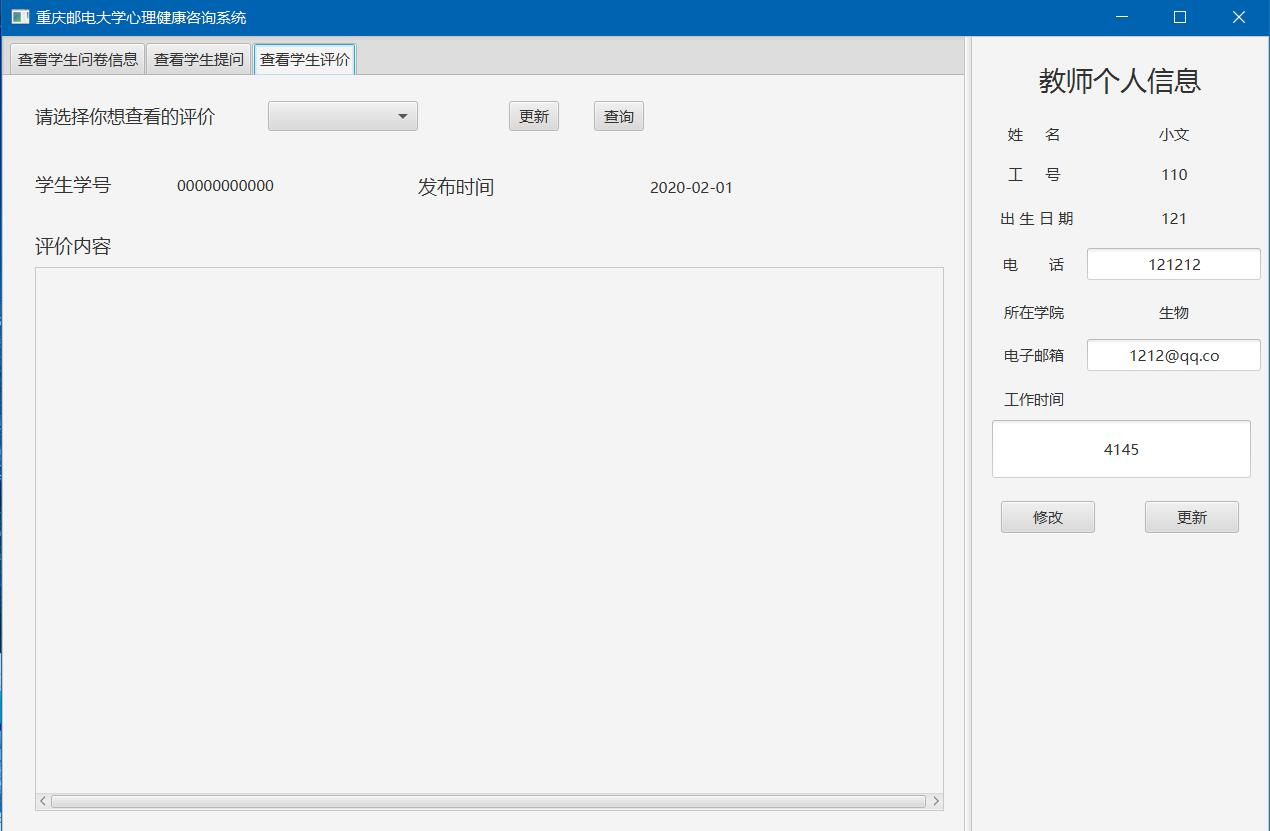 重庆邮电大学心理健康咨询系统
查看学生问卷信息 查看学生提问 查看学生评价
请选择你想查看的评价 更新 查询
学生学号 00000000000 发布时间 2020-02-01
评价内容
教师个人信息
姓 名 小文
工 号 110
出生日期 121
电 话 121212
所在学院 生物
电子邮箱 1212@qq.co
工作时间
4145
修改 更新